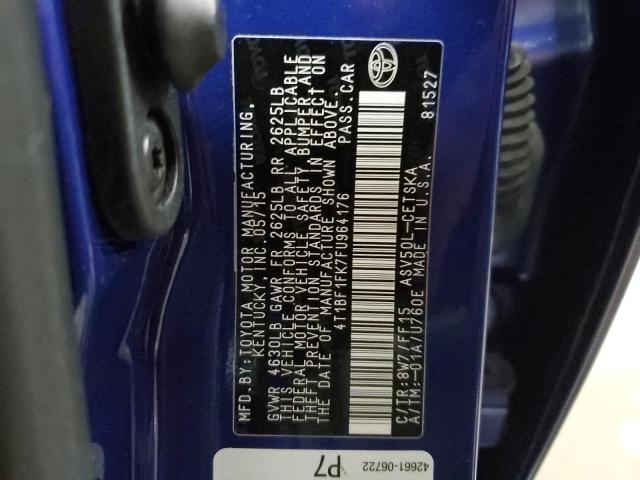 MFD.BY:TOYOTA MOTOR MANUFACTURING,
KENTUCKY, INC. 05/15
GVWR 4630LB GAWR FR 2625LB RR 2625LB
THIS VEHICLE CONFORMS TO ALL APPLICABLE
FEDERAL MOTOR VEHICLE SAFETY, BUMPER, AND
THEFT PREVENTION STANDARDS IN EFFECT ON
THE DATE OF MANUFACTURE SHOWN ABOVE.
4T1BF1FK7FU964176 PASS.CAR
C/TR:8W7/FF15 ASV50L-CETSKA
A/TM:-01A/U760E MADE IN U.S.A.
81527
42661-06722
P7